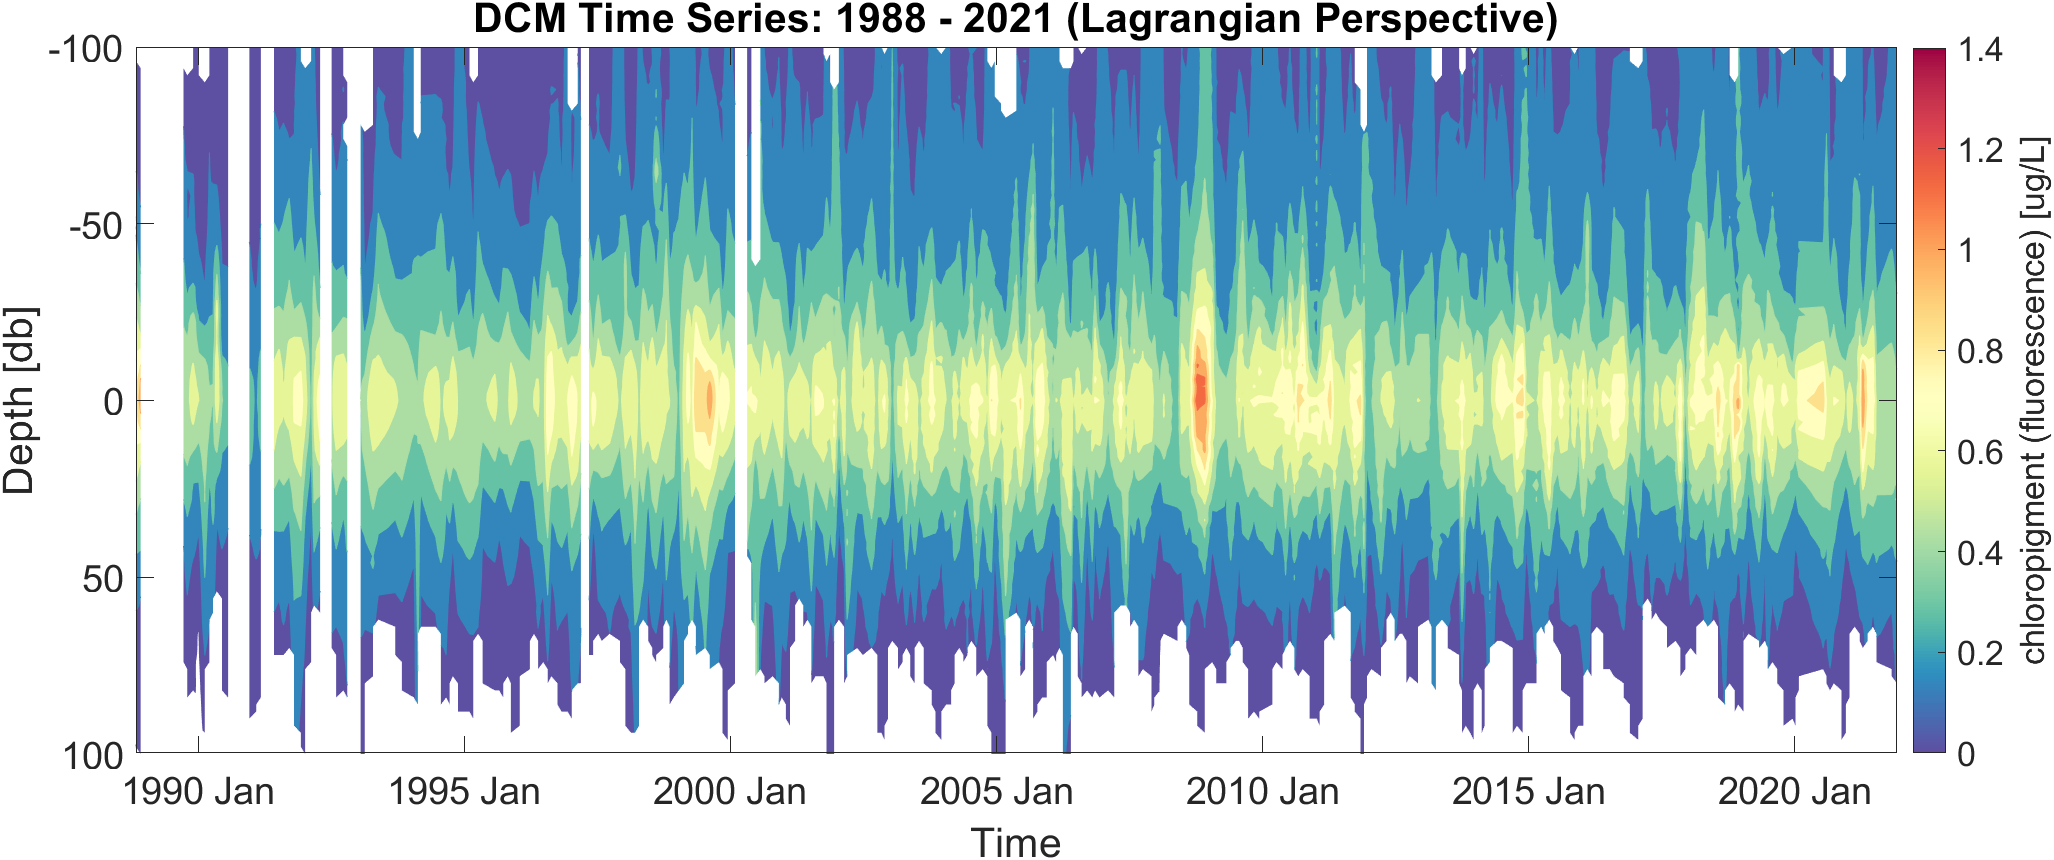 DCM Time Series: 1988 - 2021 (Lagrangian Perspective)
-100
-50
0
50
100
Depth [db]
1990 Jan
1995 Jan
2000 Jan
2005 Jan
2010 Jan
2015 Jan
2020 Jan
Time
1.4
1.2
1
0.8
0.6
0.4
0.2
0
chloropigment (fluorescence) [ug/L]